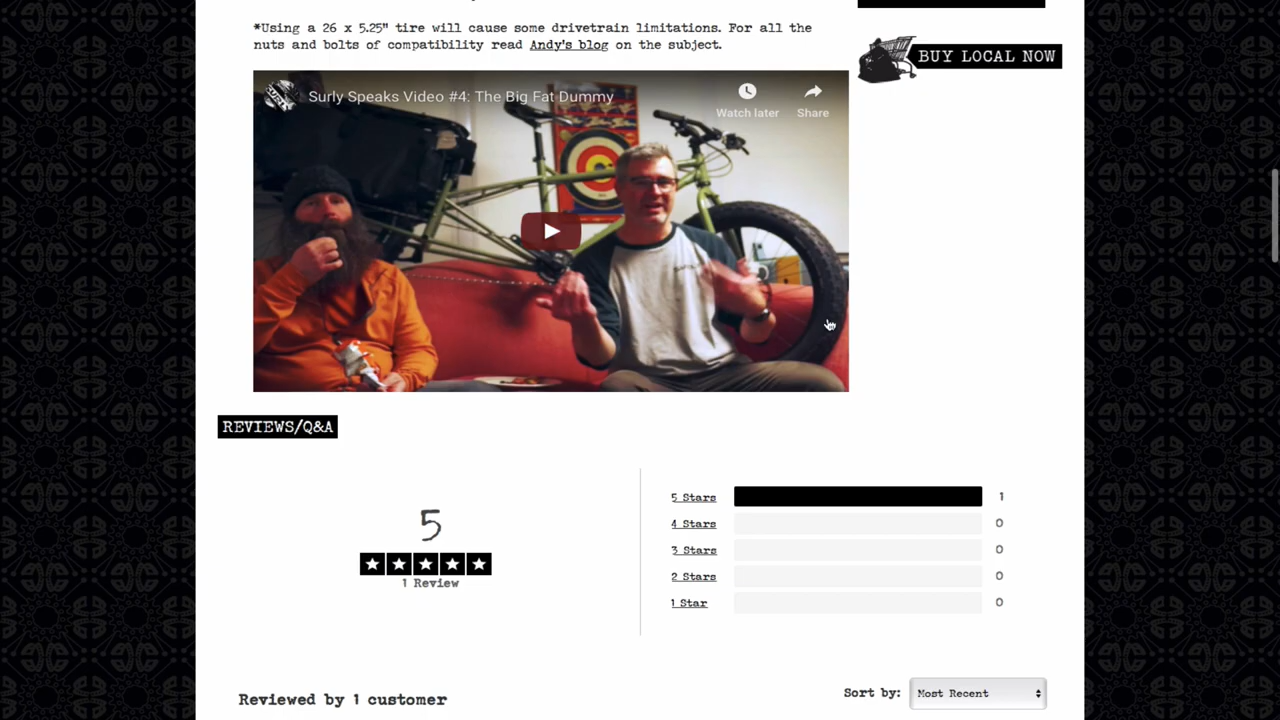 *Using a 26 x 5.25" tire will cause some drivetrain limitations. For all the
nuts and bolts of compatibility read Andy's blog on the subject.
BUY LOCAL NOW
Surly Speaks Video #4: The Big Fat Dummy
Watch later
Share
REVIEWS/Q&A
5
1 Review
5 Stars 1
4 Stars 0
3 Stars 0
2 Stars 0
1 Star 0
Reviewed by 1 customer
Sort by: Most Recent